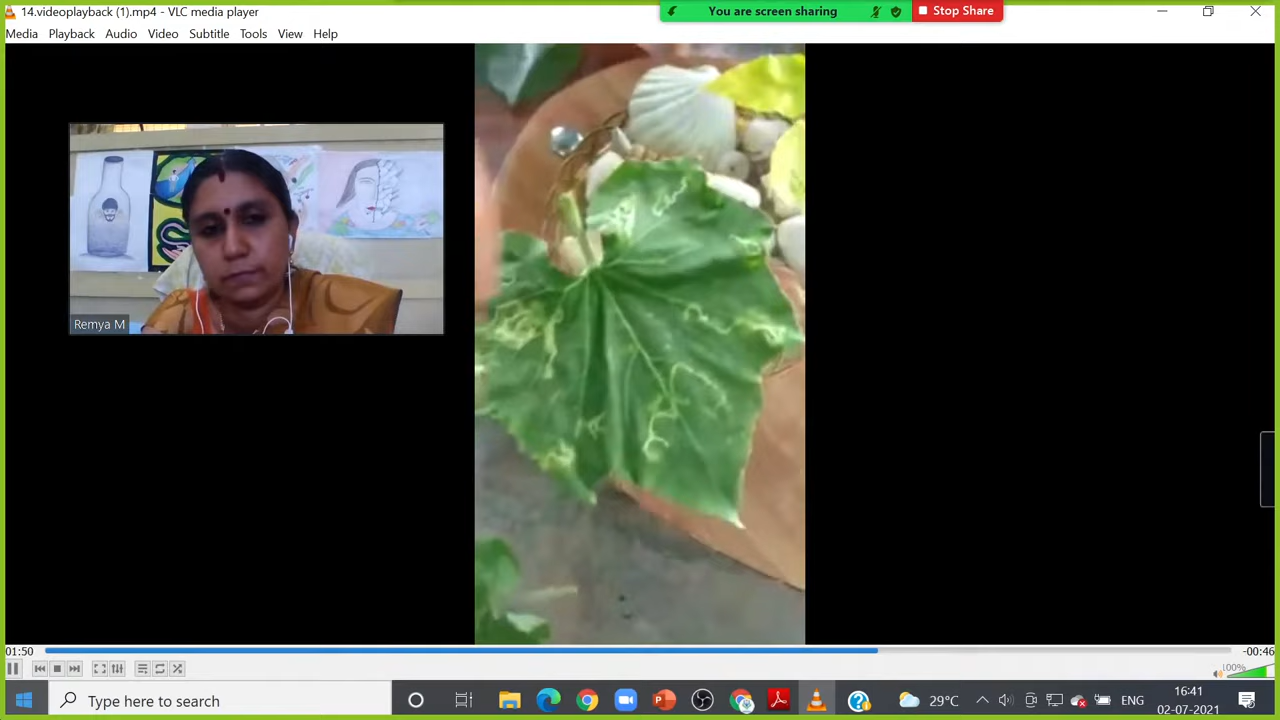 14.videoplayback (1).mp4 - VLC media player
You are screen sharing
Stop Share
Media Playback Audio Video Subtitle Tools View Help
Remya M
01:50
-00:46
100%
Type here to search
29°C
ENG
16:41
02-07-2021